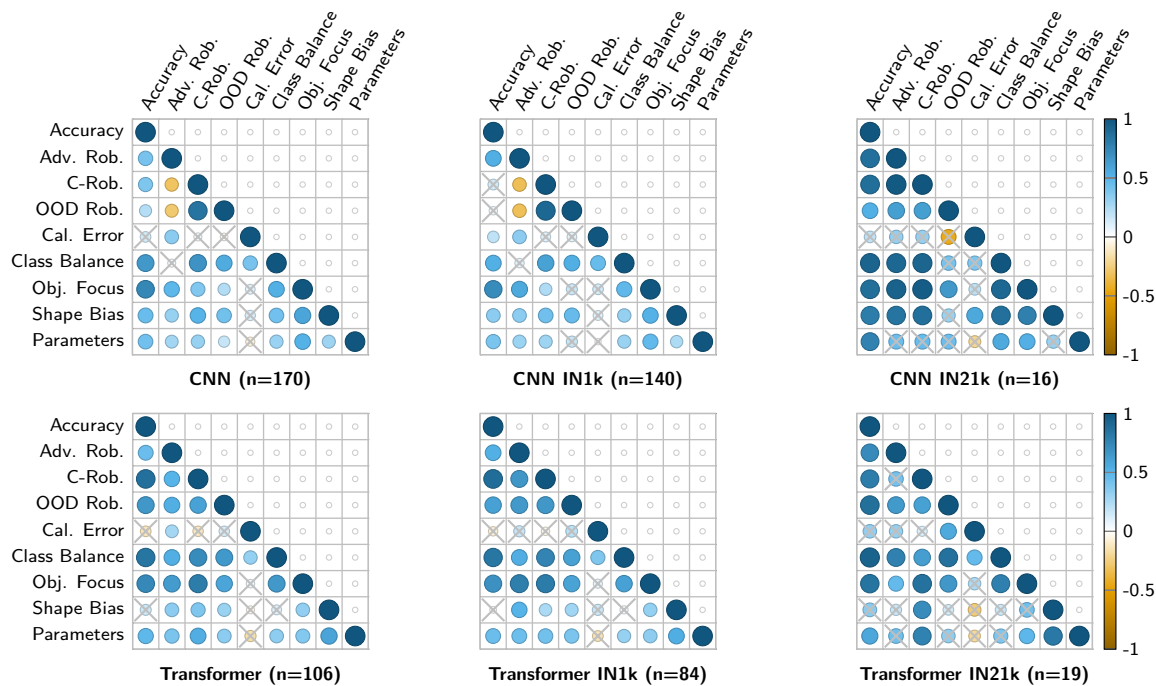 Accuracy Adv. Rob. C-Rob. OOD Rob. Cal. Error Class Balance Obj. Focus Shape Bias Parameters
Accuracy Adv. Rob. C-Rob. OOD Rob. Cal. Error Class Balance Obj. Focus Shape Bias Parameters
Accuracy Adv. Rob. C-Rob. OOD Rob. Cal. Error Class Balance Obj. Focus Shape Bias Parameters
Accuracy
Adv. Rob.
C-Rob.
OOD Rob.
Cal. Error
Class Balance
Obj. Focus
Shape Bias
Parameters
1
0.5
0
-0.5
-1
CNN (n=170)
CNN IN1k (n=140)
CNN IN21k (n=16)
Accuracy
Adv. Rob.
C-Rob.
OOD Rob.
Cal. Error
Class Balance
Obj. Focus
Shape Bias
Parameters
1
0.5
0
-0.5
-1
Transformer (n=106)
Transformer IN1k (n=84)
Transformer IN21k (n=19)